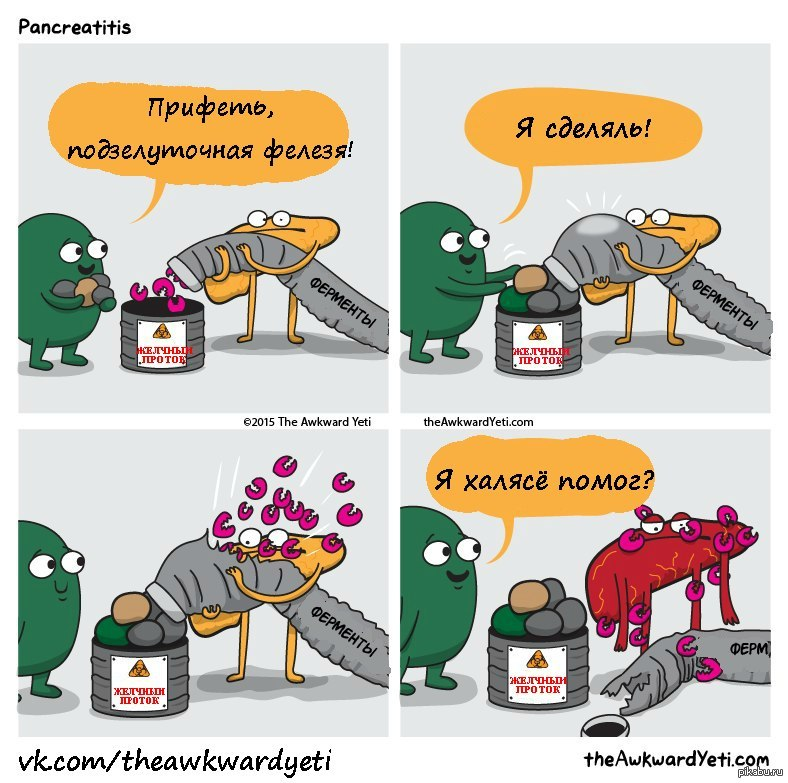 Pancreatitis
Прифеть,
подзелуточная фелезя!
ФЕРМЕНТЫ
ЖЕЛЧНЫЙ
ПРОТОК
Я сделяль!
ФЕРМЕНТЫ
ЖЕЛЧНЫЙ
ПРОТОК
©2015 The Awkward Yeti
theAwkwardYeti.com
ФЕРМЕНТЫ
ЖЕЛЧНЫЙ
ПРОТОК
Я халясё помог?
ФЕРМ
ЖЕЛЧНЫЙ
ПРОТОК
vk.com/theawkwardyeti
theAwkwardYeti.com
pikabu.ru